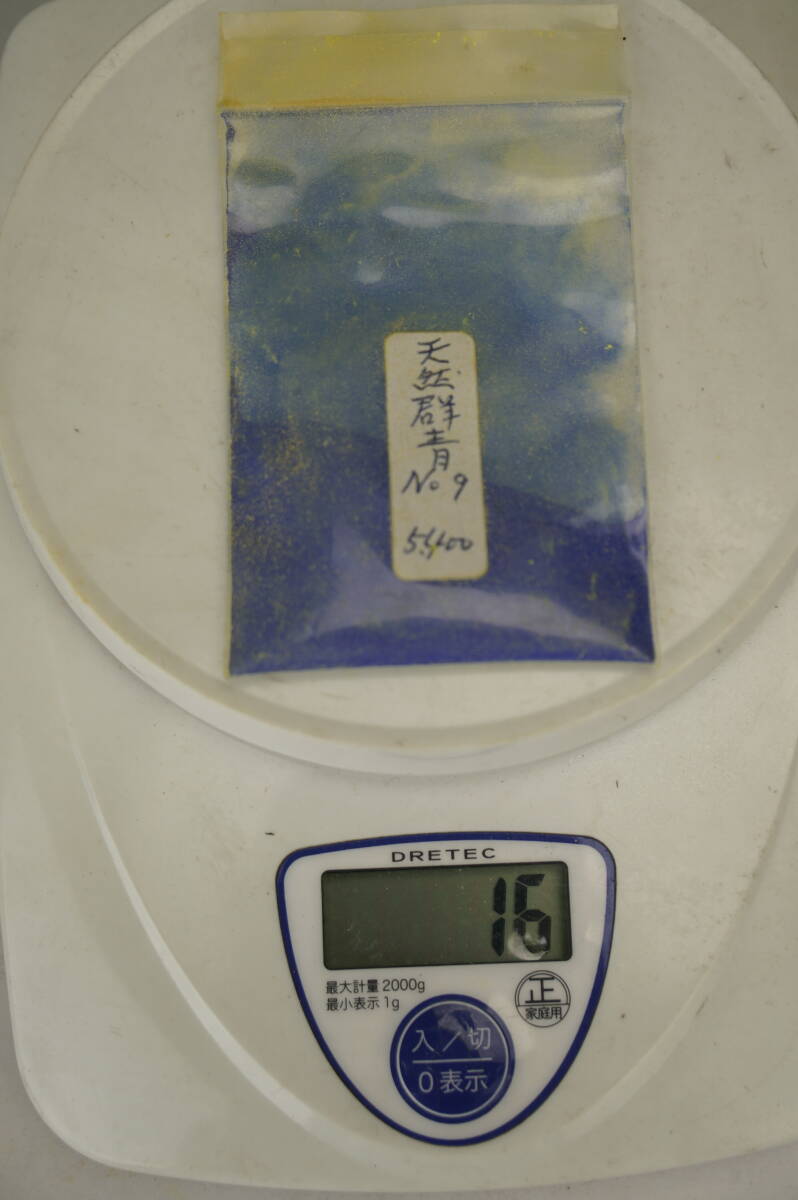 天然群青
No 9
5,400
DRETEC
16
最大計量 2000g
最小表示 1g
正
家庭用
入/切
0表示